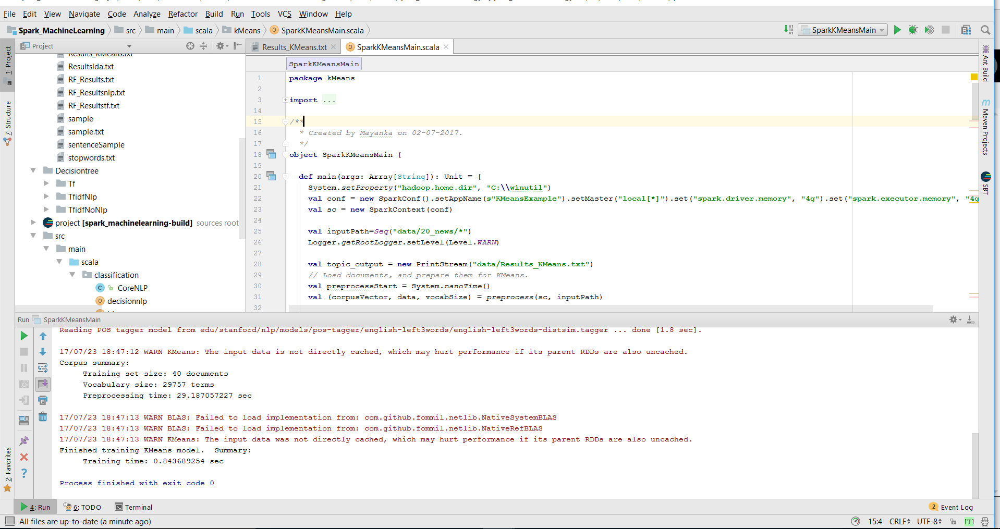 File Edit View Navigate Code Analyze Refactor Build Run Tools VCS Window Help
Spark_MachineLearning src main scala kMeans SparkKMeansMain.scala SparkKMeansMain
Project
Results_KMeans.txt SparkKMeansMain.scala
1: Project
7: Structure
2: Favorites
Ant Build
Maven Projects
SBT
Results_KMeans.txt
Resultslda.txt
RF_Results.txt
RF_Resultsnlp.txt
RF_Resultstf.txt
sample
sample.txt
sentenceSample
stopwords.txt
Decisiontree
Tf
TfidfNlp
TfidfNoNlp
project [spark_machinelearning-build] sources root
src
main
scala
classification
CoreNLP
decisionnlp
SparkKMeansMain
1 package kMeans
2
3 import ...
14
15 /**
16 * Created by Mayanka on 02-07-2017.
17 */
18 object SparkKMeansMain {
19
20 def main(args: Array[String]): Unit = {
21 System.setProperty("hadoop.home.dir", "C:\\winutil")
22 val conf = new SparkConf().setAppName(s"KMeansExample").setMaster("local[*]").set("spark.driver.memory", "4g").set("spark.executor.memory", "4g
23 val sc = new SparkContext(conf)
24
25 val inputPath=Seq("data/20_news/*")
26 Logger.getRootLogger.setLevel(Level.WARN)
27
28 val topic_output = new PrintStream("data/Results_KMeans.txt")
29 // Load documents, and prepare them for KMeans.
30 val preprocessStart = System.nanoTime()
31 val (corpusVector, data, vocabSize) = preprocess(sc, inputPath)
32
Run SparkKMeansMain
Reading POS tagger model from edu/stanford/nlp/models/pos-tagger/english-left3words/english-left3words-distsim.tagger ... done [1.8 sec].
17/07/23 18:47:12 WARN KMeans: The input data is not directly cached, which may hurt performance if its parent RDDs are also uncached.
Corpus summary:
Training set size: 40 documents
Vocabulary size: 29757 terms
Preprocessing time: 29.187057227 sec
17/07/23 18:47:13 WARN BLAS: Failed to load implementation from: com.github.fommil.netlib.NativeSystemBLAS
17/07/23 18:47:13 WARN BLAS: Failed to load implementation from: com.github.fommil.netlib.NativeRefBLAS
17/07/23 18:47:13 WARN KMeans: The input data was not directly cached, which may hurt performance if its parent RDDs are also uncached.
Finished training KMeans model. Summary:
Training time: 0.843689254 sec
Process finished with exit code 0
4: Run 6: TODO Terminal 2 Event Log
All files are up-to-date (a minute ago) 15:4 CRLF UTF-8 [T]